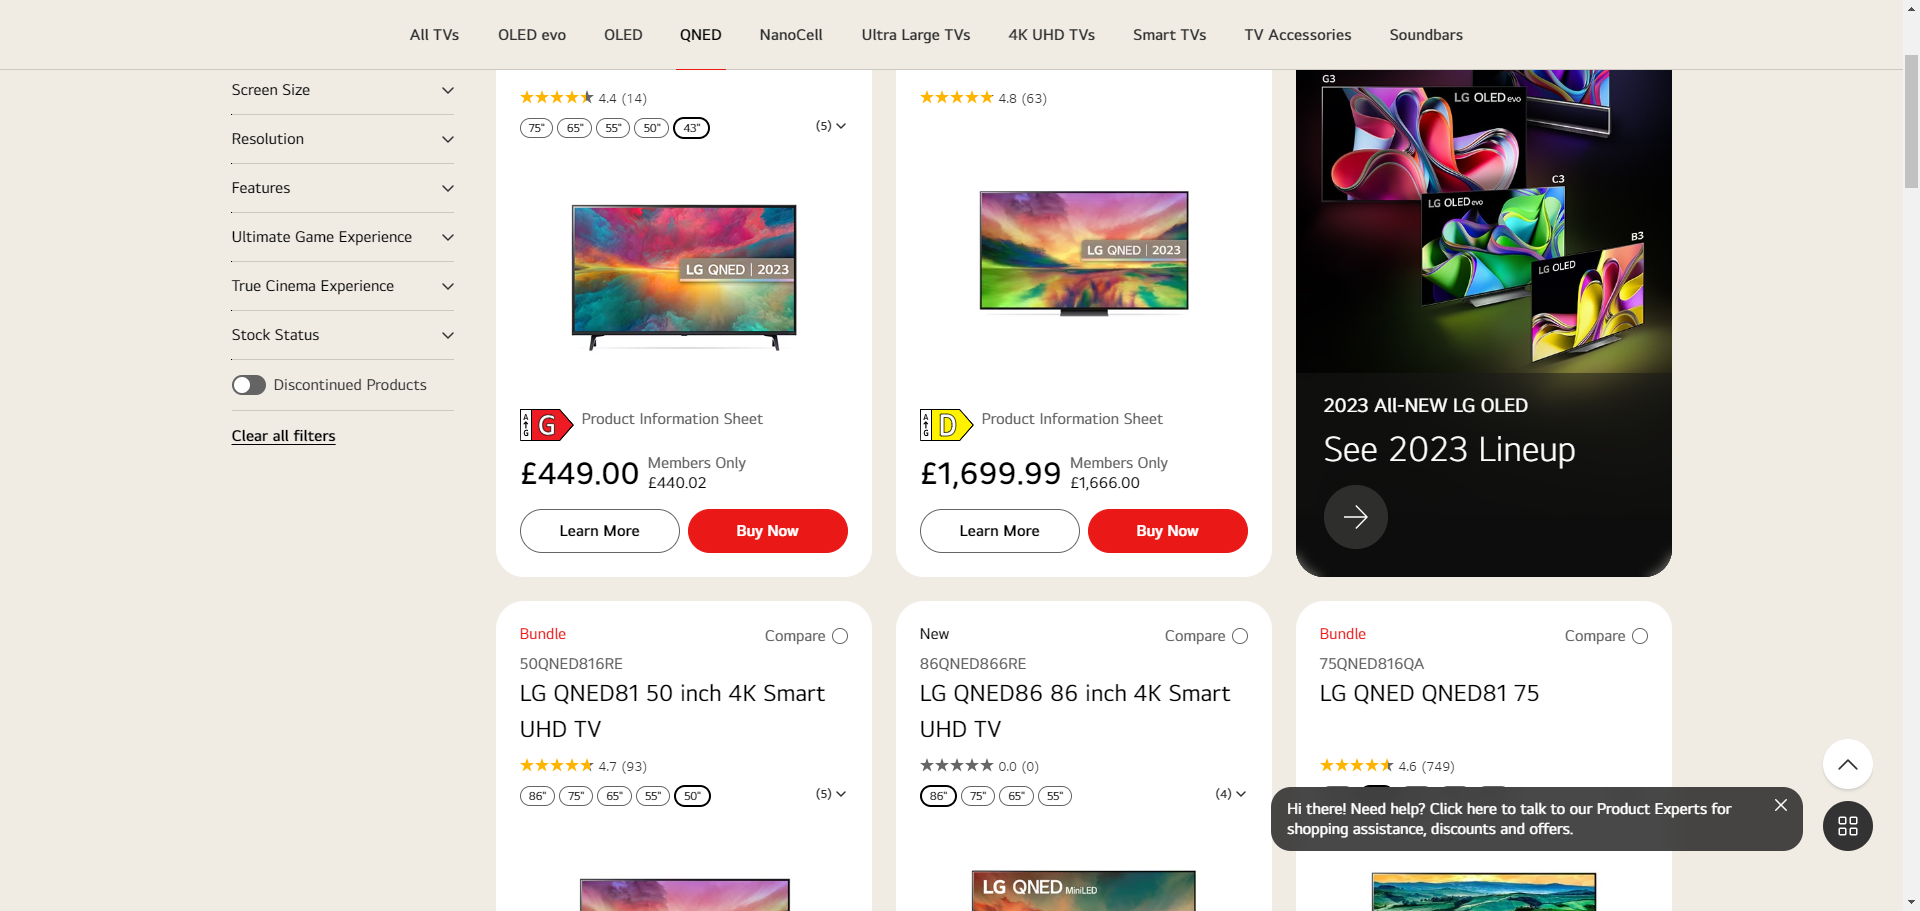 All TVs
OLED evo
OLED
QNED
NanoCell
Ultra Large TVs
4K UHD TVs
Smart TVs
TV Accessories
Soundbars
Screen Size
Resolution
Features
Ultimate Game Experience
True Cinema Experience
Stock Status
Discontinued Products
Clear all filters
4.4 (14)
75" 65" 55" 50" 43"
(5)
LG QNED | 2023
A G G
Product Information Sheet
£449.00
Members Only
£440.02
Learn More
Buy Now
4.8 (63)
LG QNED | 2023
A G D
Product Information Sheet
£1,699.99
Members Only
£1,666.00
Learn More
Buy Now
G3
LG OLED evo
C3
LG OLED evo
B3
LG OLED
2023 All-NEW LG OLED
See 2023 Lineup
Bundle
Compare
50QNED816RE
LG QNED81 50 inch 4K Smart
UHD TV
4.7 (93)
86" 75" 65" 55" 50"
(5)
New
Compare
86QNED866RE
LG QNED86 86 inch 4K Smart
UHD TV
0.0 (0)
86" 75" 65" 55"
(4)
LG QNED MiniLED
Bundle
Compare
75QNED816QA
LG QNED QNED81 75
4.6 (749)
Hi there! Need help? Click here to talk to our Product Experts for
shopping assistance, discounts and offers.